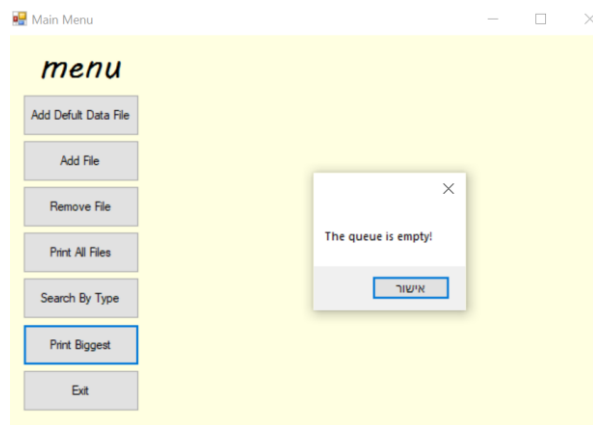 Main Menu
menu
Add Defult Data File
Add File
Remove File
Print All Files
Search By Type
Print Biggest
Exit
The queue is empty!
אישור